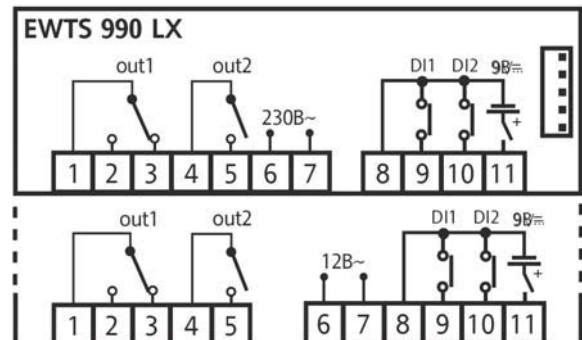 EWTS 990 LX
out1 out2 DI1 DI2 9В
230В~
+
1 2 3 4 5 6 7 8 9 10 11
out1 out2 DI1 DI2 9В
12В~
+
1 2 3 4 5 6 7 8 9 10 11